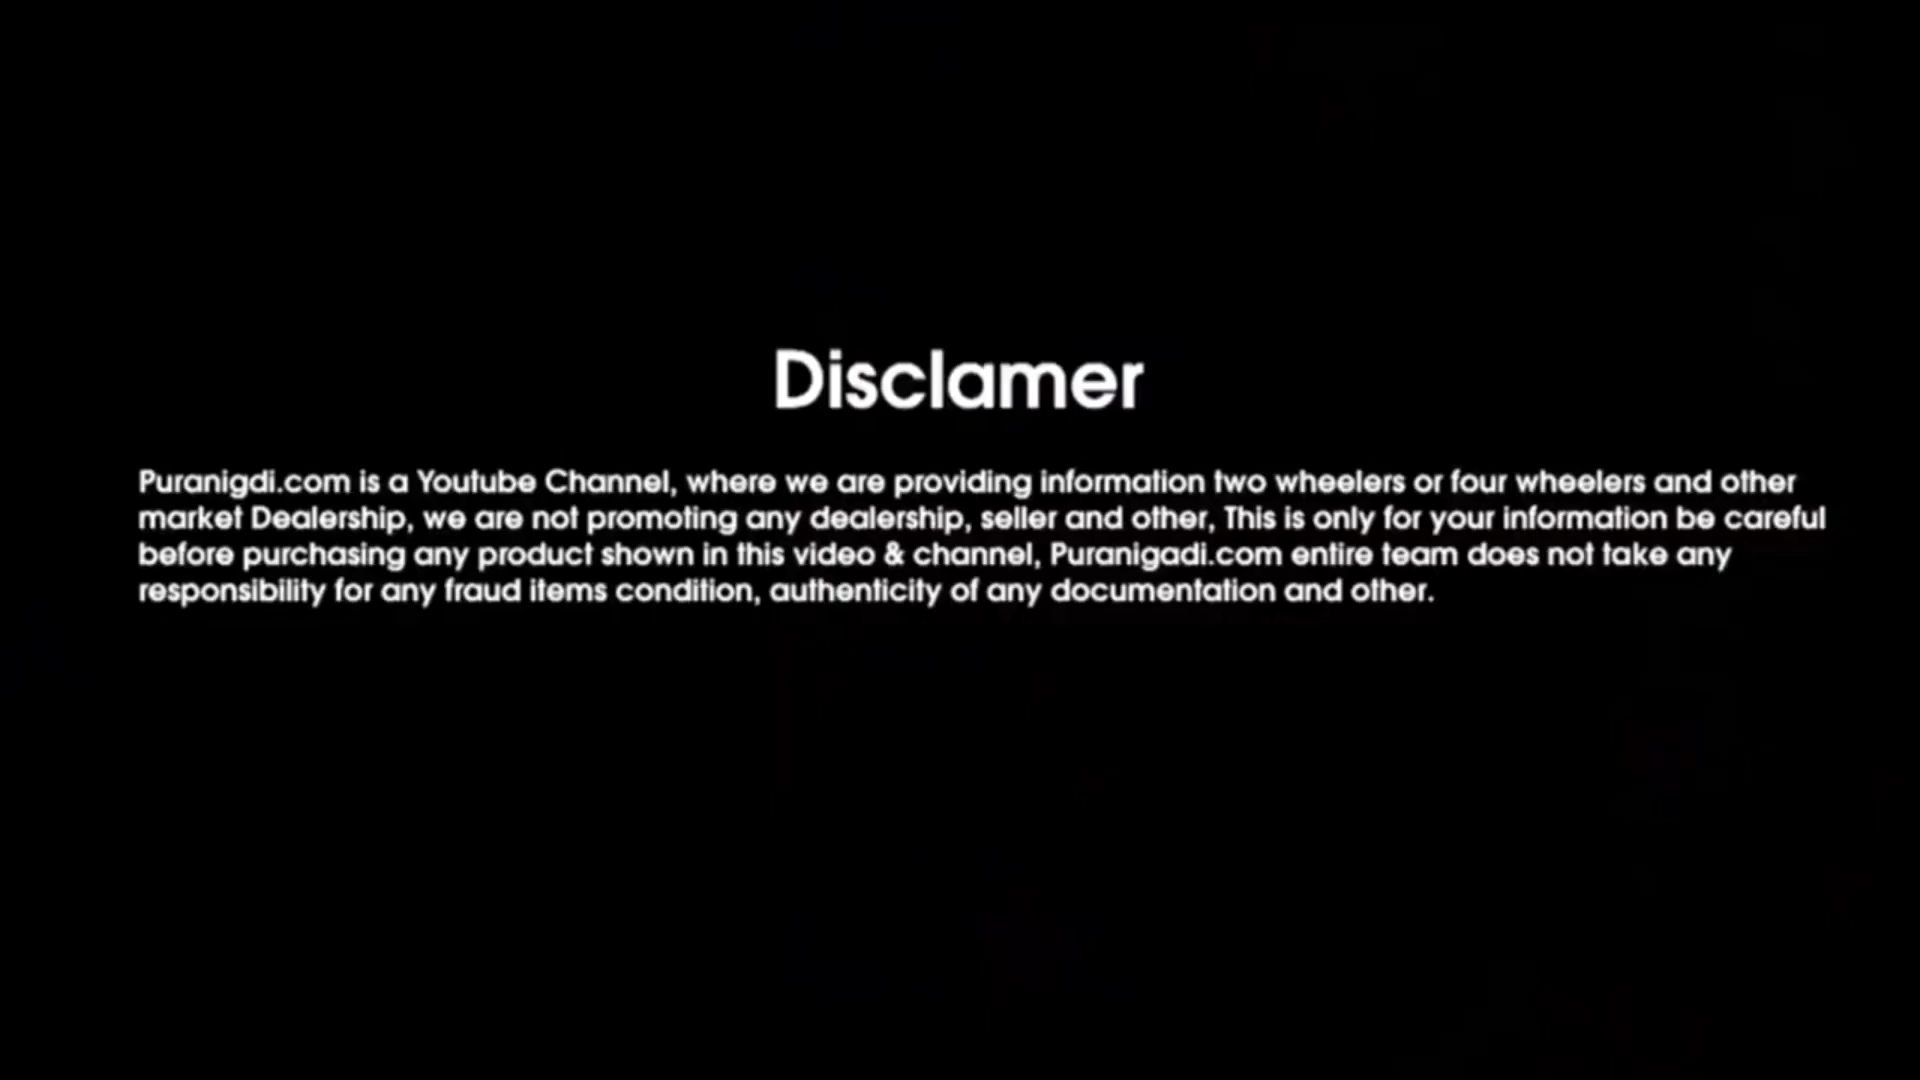 Disclamer
Puranigdi.com is a Youtube Channel, where we are providing information two wheelers or four wheelers and other
market Dealership, we are not promoting any dealership, seller and other, This is only for your information be careful
before purchasing any product shown in this video & channel, Puranigadi.com entire team does not take any
responsibility for any fraud items condition, authenticity of any documentation and other.